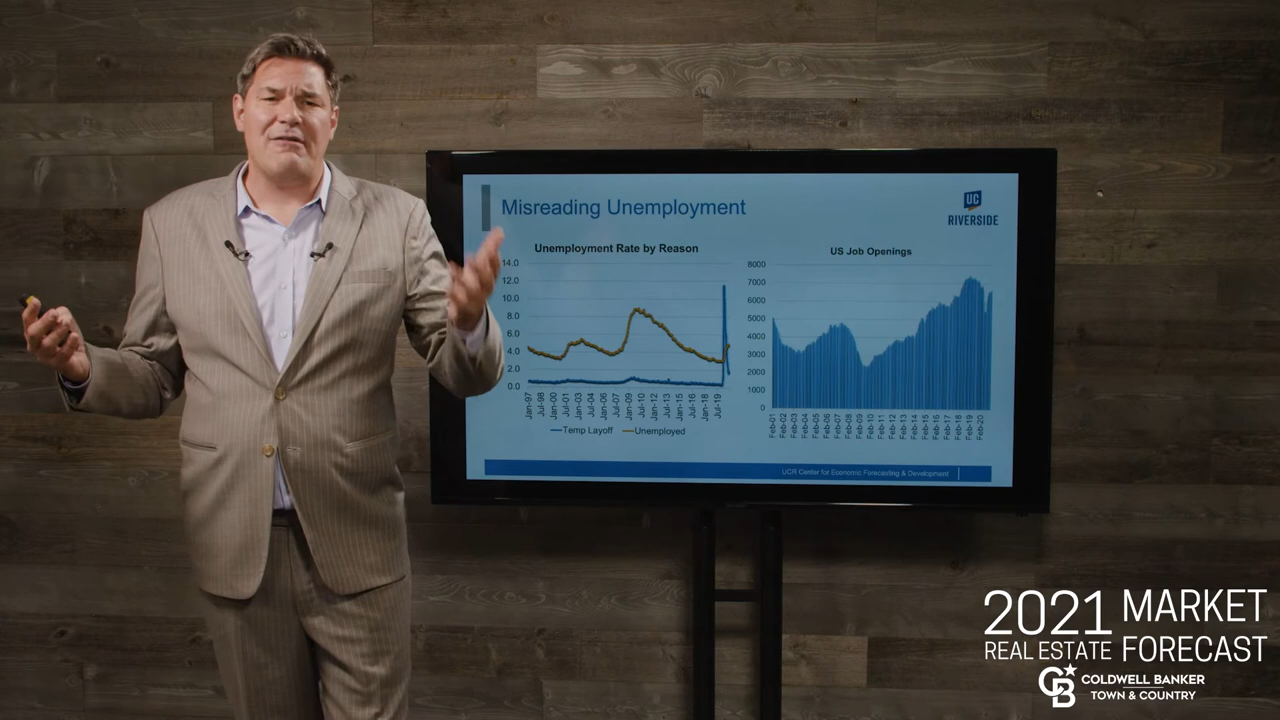 Misreading Unemployment
UC
RIVERSIDE
Unemployment Rate by Reason
14.0
12.0
10.0
8.0
6.0
4.0
2.0
0.0
Jan-97
Jul-98
Jan-00
Jul-01
Jan-03
Jul-04
Jan-06
Jul-07
Jan-09
Jul-10
Jan-12
Jul-13
Jan-15
Jul-16
Jan-18
Jul-19
Temp Layoff
Unemployed
US Job Openings
8000
7000
6000
5000
4000
3000
2000
1000
0
Feb-01
Feb-02
Feb-03
Feb-04
Feb-05
Feb-06
Feb-07
Feb-08
Feb-09
Feb-10
Feb-11
Feb-12
Feb-13
Feb-14
Feb-15
Feb-16
Feb-17
Feb-18
Feb-19
Feb-20
UCR Center for Economic Forecasting & Development
2021 MARKET
REAL ESTATE FORECAST
CB COLDWELL BANKER
TOWN & COUNTRY